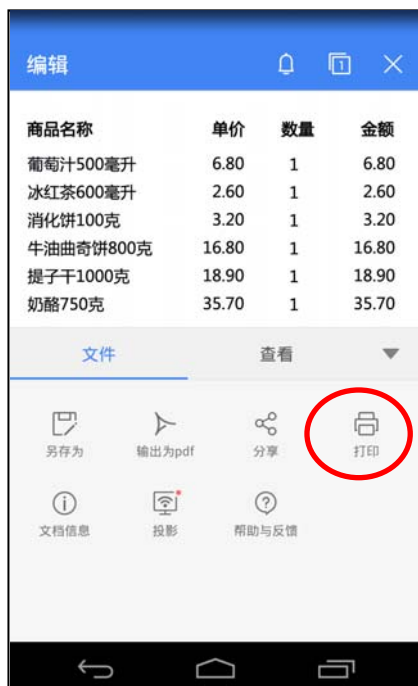 编辑 1
商品名称 单价 数量 金额
葡萄汁500毫升 6.80 1 6.80
冰红茶600毫升 2.60 1 2.60
消化饼100克 3.20 1 3.20
牛油曲奇饼800克 16.80 1 16.80
提子干1000克 18.90 1 18.90
奶酪750克 35.70 1 35.70
文件 查看
另存为 输出为pdf 分享 打印
文档信息 投影 帮助与反馈